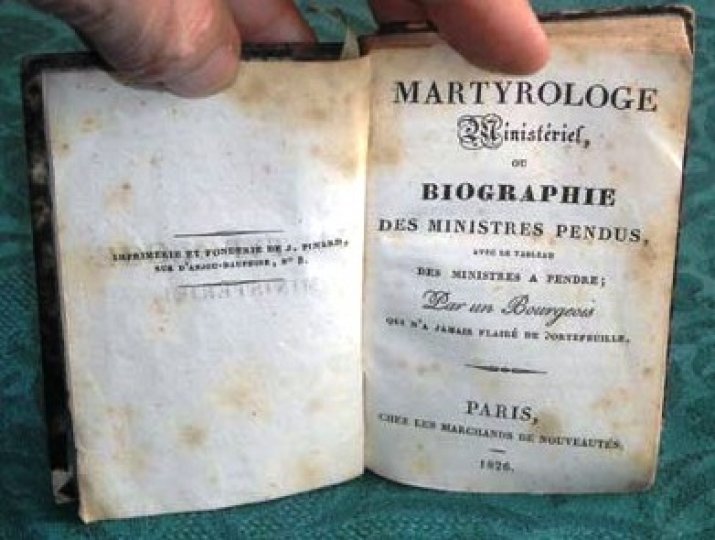 IMPRIMERIE ET FONDERIE DE J. PINARD,
RUE D'ANJOU-DAUPHINE, Nº 8.
MARTYROLOGE
Ministériel,
OU
BIOGRAPHIE
DES MINISTRES PENDUS,
AVEC LE TABLEAU
DES MINISTRES A PENDRE;
Par un Bourgeois
QUI N'A JAMAIS FLAIRÉ DE PORTEFEUILLE.
PARIS,
CHEZ LES MARCHANDS DE NOUVEAUTÉS.
1826.